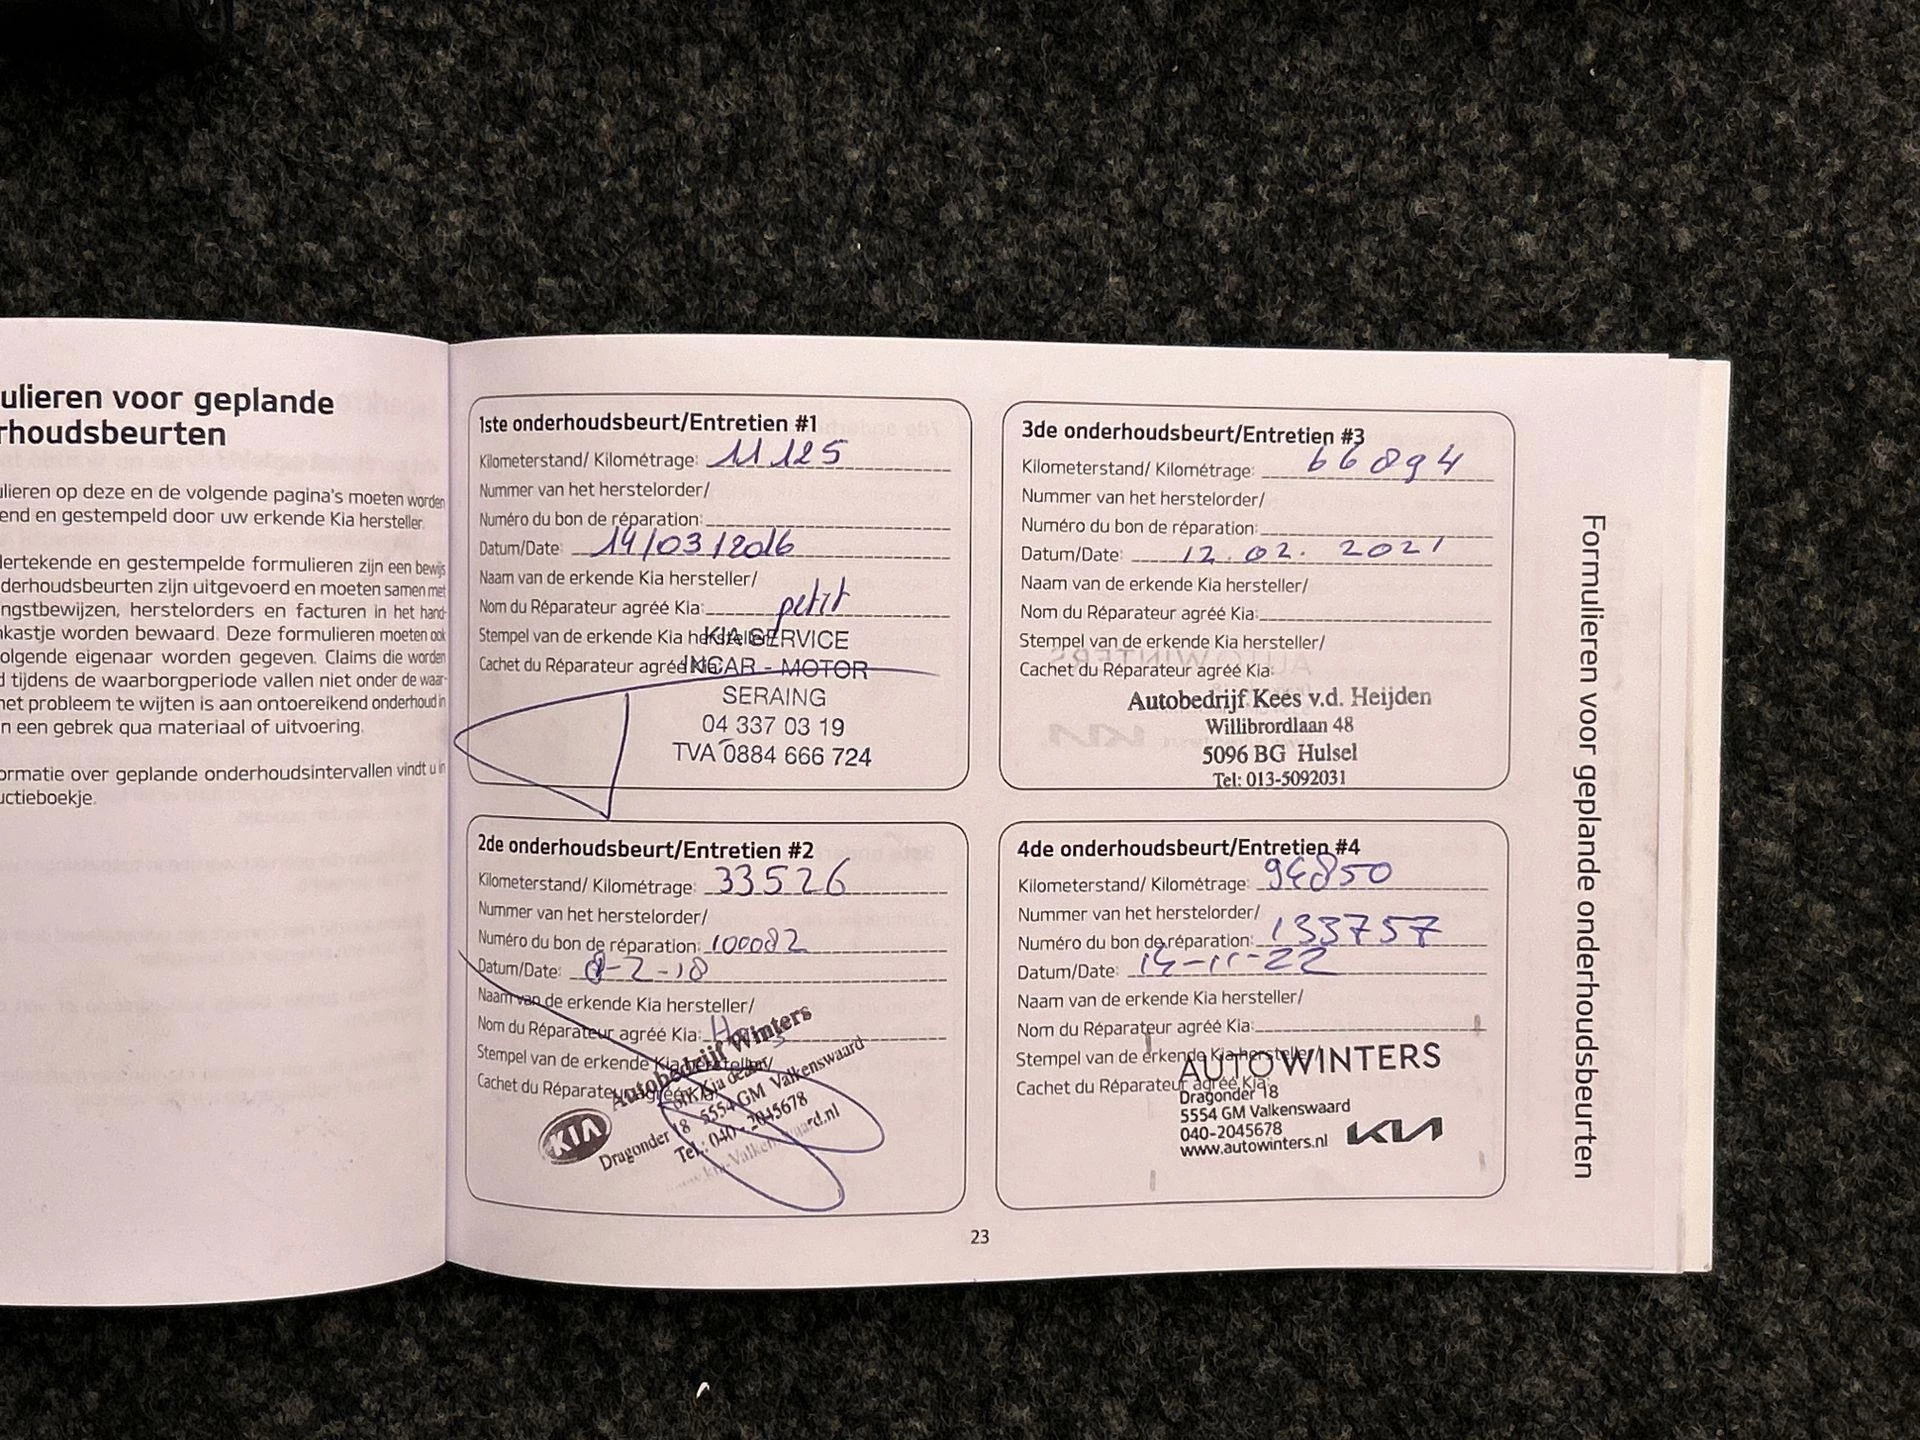 ulieren voor geplande
rhoudsbeurten
ulieren op deze en de volgende pagina's moeten worden
end en gestempeld door uw erkende Kia hersteller.
dertekende en gestempelde formulieren zijn een bewijs
derhoudsbeurten zijn uitgevoerd en moeten samen met
ngstbewijzen, herstelorders en facturen in het hand-
kastje worden bewaard. Deze formulieren moeten ook
olgende eigenaar worden gegeven. Claims die worden
d tijdens de waarborgperiode vallen niet onder de waar-
het probleem te wijten is aan ontoereikend onderhoud in
n een gebrek qua materiaal of uitvoering.
ormatie over geplande onderhoudsintervallen vindt u in
uctieboekje.
1ste onderhoudsbeurt/Entretien #1
Kilometerstand/ Kilométrage: 11125
Nummer van het herstelorder/
Numéro du bon de réparation:
Datum/Date: 14/03/2016
Naam van de erkende Kia hersteller/
Nom du Réparateur agréé Kia: petit
Stempel van de erkende Kia hersteller/
Cachet du Réparateur agréé Kia:
KIA SERVICE
INCAR - MOTOR
SERAING
04 337 03 19
TVA 0884 666 724
2de onderhoudsbeurt/Entretien #2
Kilometerstand/ Kilométrage: 33526
Nummer van het herstelorder/
Numéro du bon de réparation: 100082
Datum/Date: 8-2-18
Naam van de erkende Kia hersteller/
Nom du Réparateur agréé Kia:
Stempel van de erkende Kia hersteller/
Cachet du Réparateur agréé Kia:
Autobedrijf Winters
Kia dealer
Dragonder 18 5554 GM Valkenswaard
Tel.: 040 - 2045678
www.kia-Valkenswaard.nl
KIA
3de onderhoudsbeurt/Entretien #3
Kilometerstand/ Kilométrage: 66894
Nummer van het herstelorder/
Numéro du bon de réparation:
Datum/Date: 12.02.2021
Naam van de erkende Kia hersteller/
Nom du Réparateur agréé Kia:
Stempel van de erkende Kia hersteller/
Cachet du Réparateur agréé Kia:
Autobedrijf Kees v.d. Heijden
Willibrordlaan 48
5096 BG Hulsel
Tel: 013-5092031
4de onderhoudsbeurt/Entretien #4
Kilometerstand/ Kilométrage:
Nummer van het herstelorder/
Numéro du bon de réparation: 133757
Datum/Date: 14-11-22
Naam van de erkende Kia hersteller/
Nom du Réparateur agréé Kia:
Stempel van de erkende Kia hersteller/
Cachet du Réparateur agréé Kia:
AUTOWINTERS
Dragonder 18
5554 GM Valkenswaard
040-2045678
www.autowinters.nl
KIA
Formulieren voor geplande onderhoudsbeurten
23